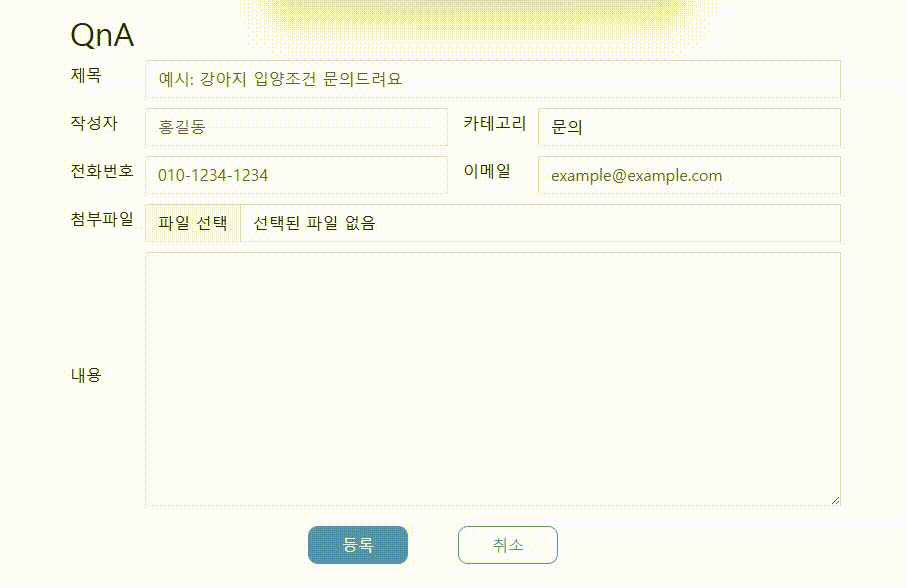 QnA
제목 예시: 강아지 입양조건 문의드려요
작성자 홍길동 카테고리 문의
전화번호 010-1234-1234 이메일 example@example.com
첨부파일 파일 선택 선택된 파일 없음
내용
등록 취소